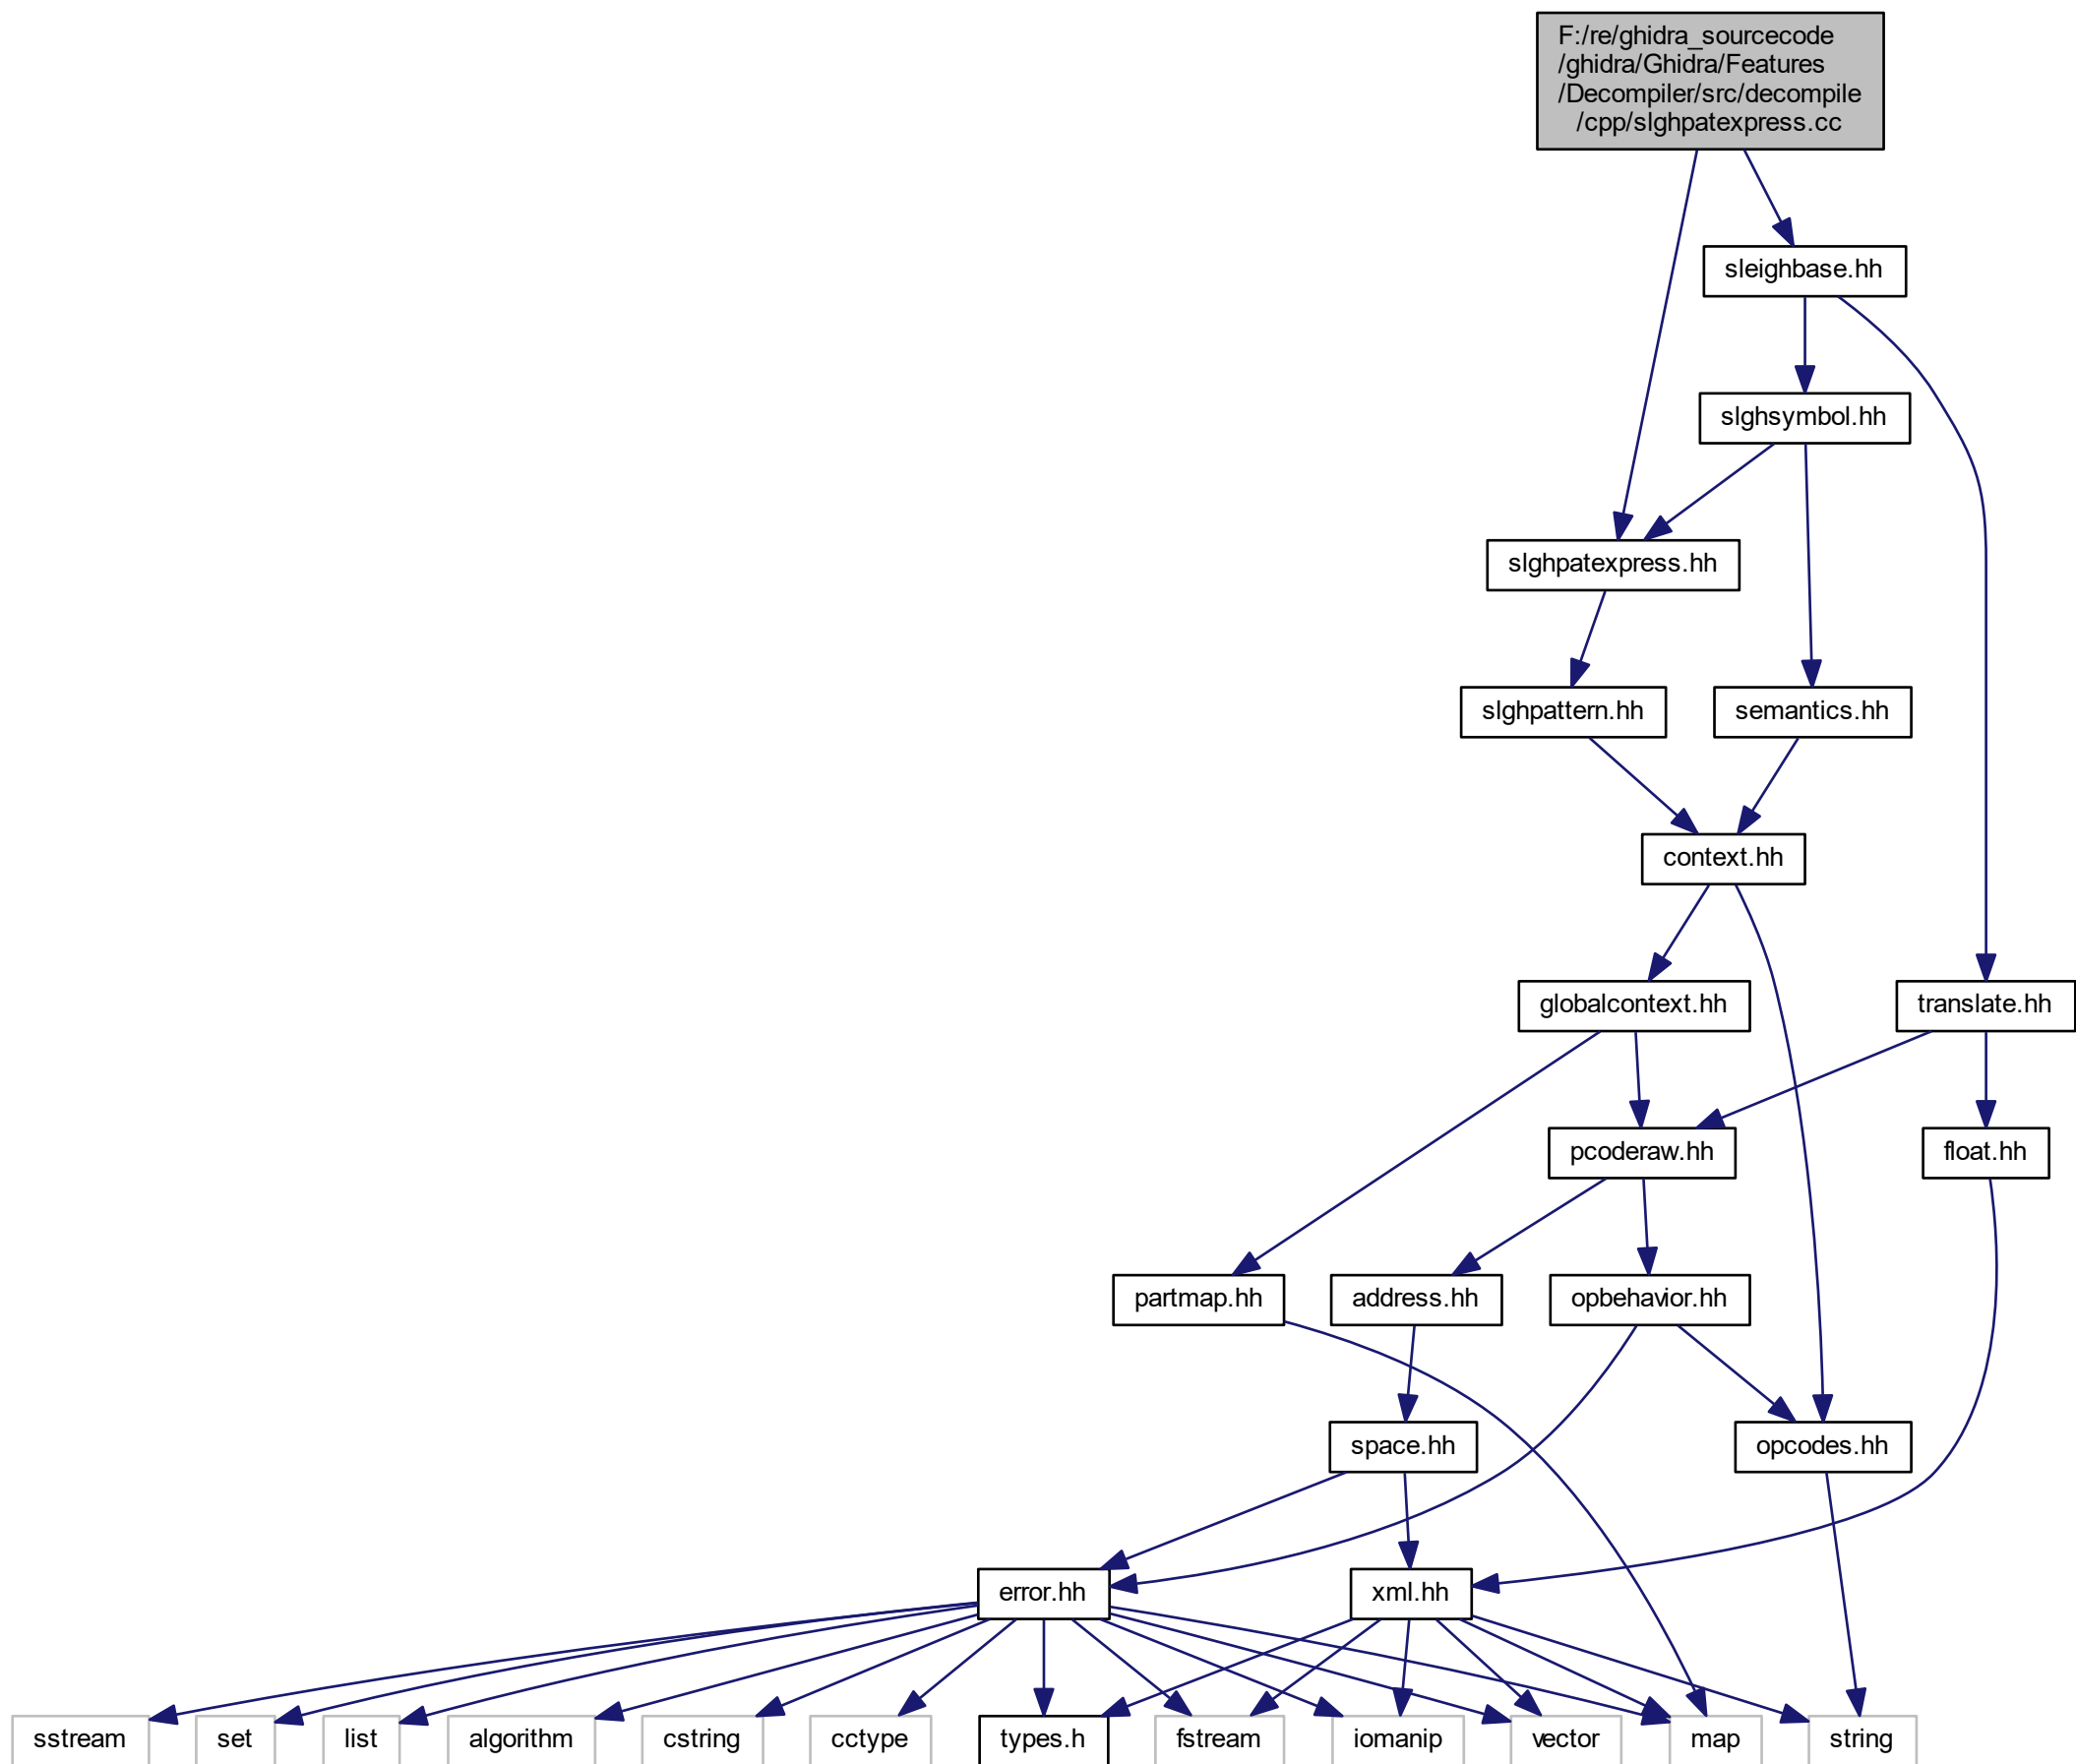 F:/re/ghidra_sourcecode
/ghidra/Ghidra/Features
/Decompiler/src/decompile
/cpp/slghpatexpress.cc
sleighbase.hh
slghsymbol.hh
slghpatexpress.hh
slghpattern.hh
semantics.hh
context.hh
globalcontext.hh
translate.hh
pcoderaw.hh
float.hh
partmap.hh
address.hh
opbehavior.hh
space.hh
opcodes.hh
error.hh
xml.hh
sstream
set
list
algorithm
cstring
cctype
types.h
fstream
iomanip
vector
map
string